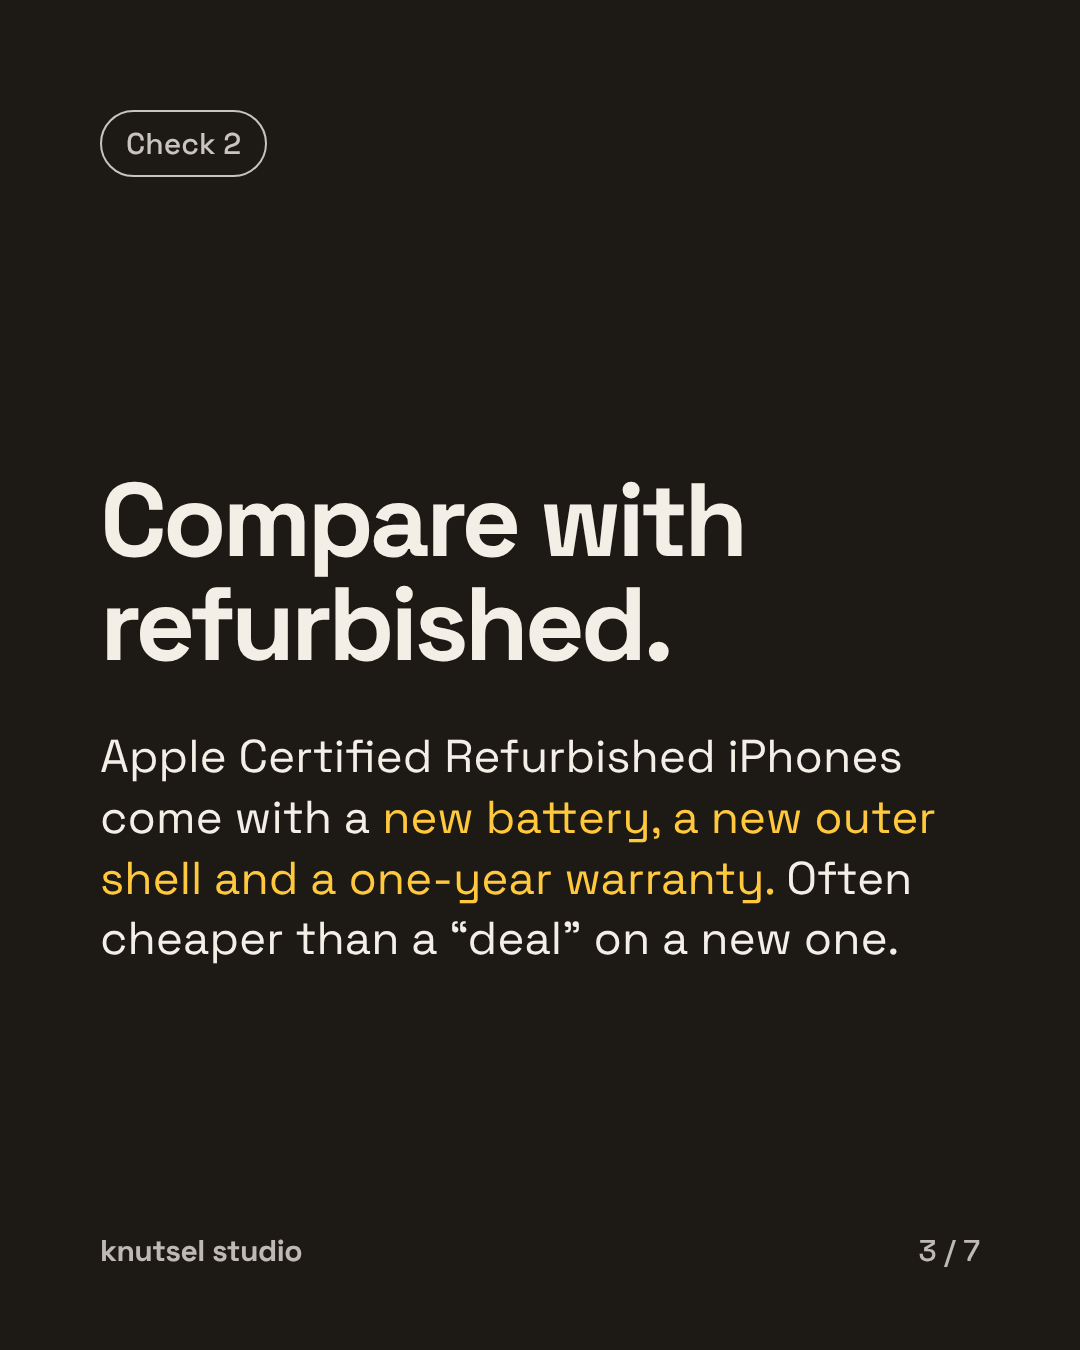 Check 2
Compare with
refurbished.
Apple Certified Refurbished iPhones
come with a new battery, a new outer
shell and a one-year warranty. Often
cheaper than a “deal” on a new one.
knutsel studio
3 / 7